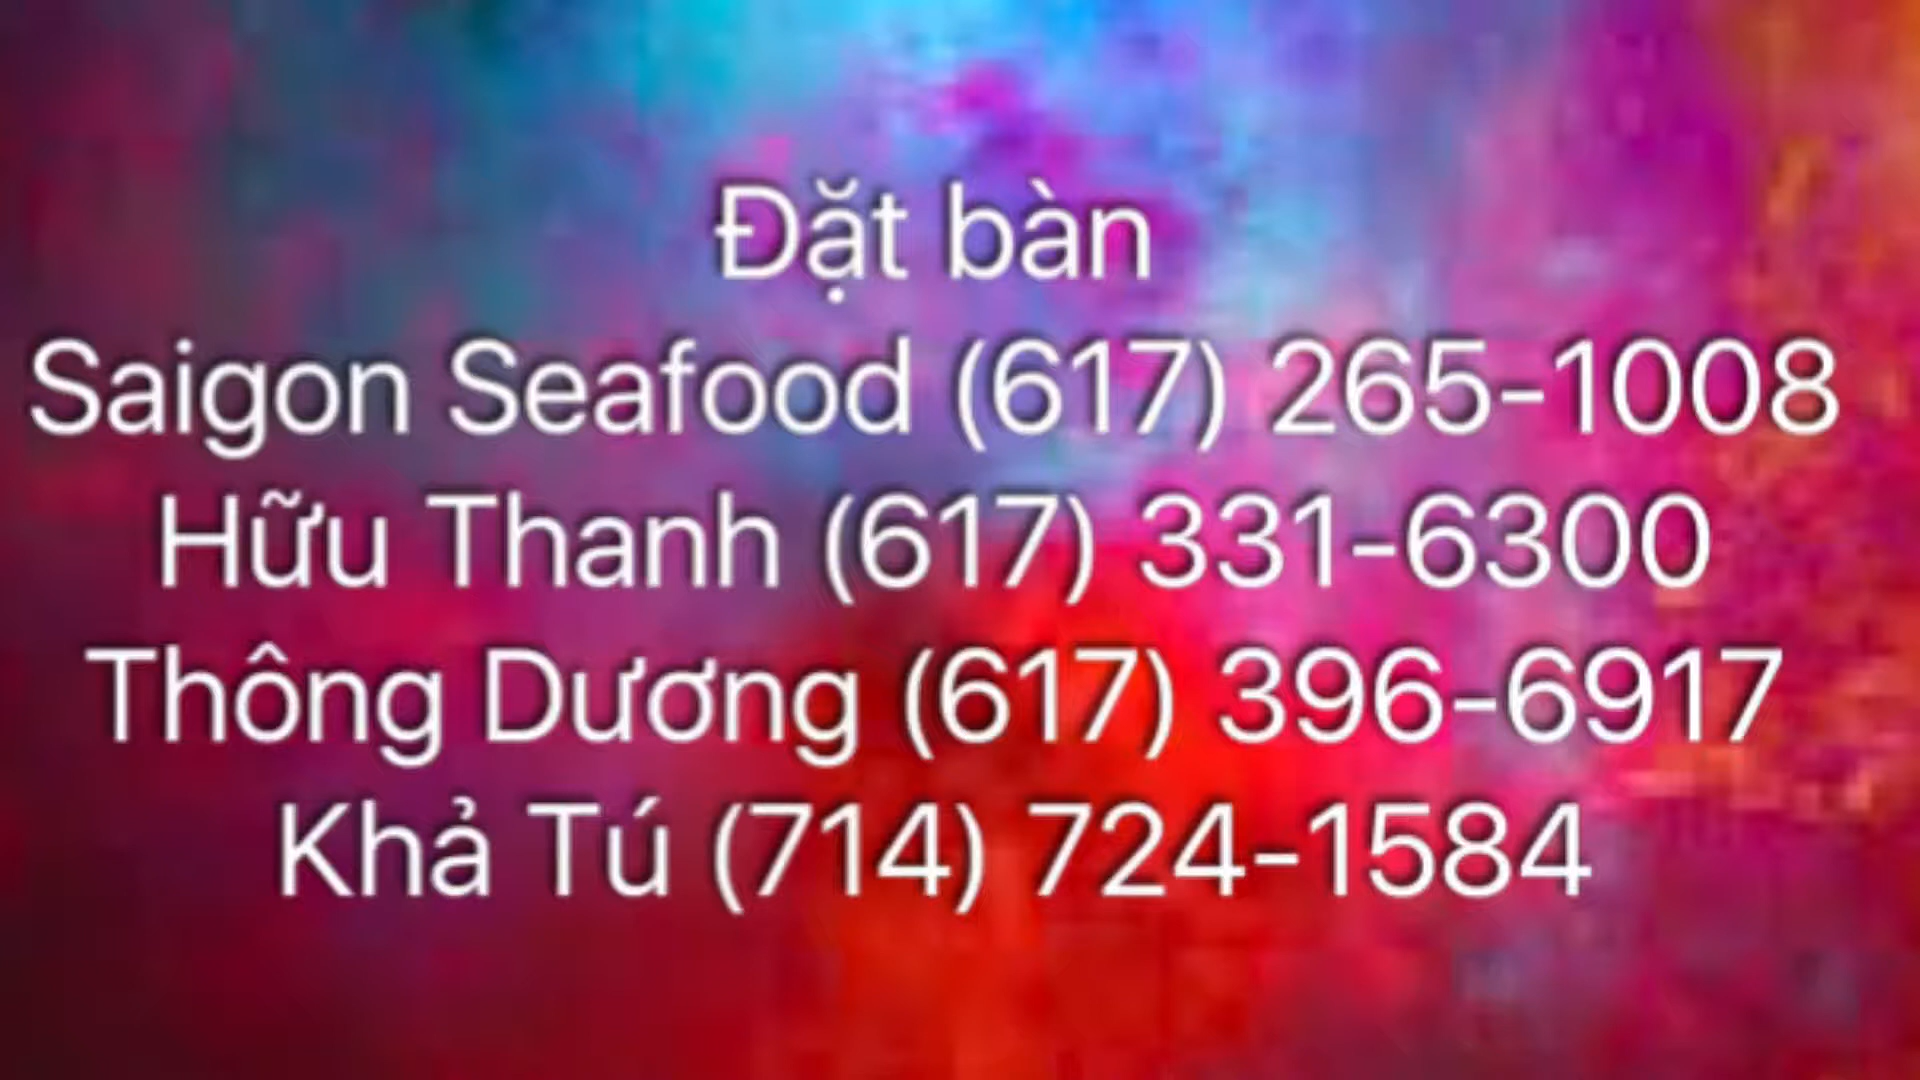 Đặt bàn
Saigon Seafood (617) 265-1008
Hữu Thanh (617) 331-6300
Thông Dương (617) 396-6917
Khả Tú (714) 724-1584